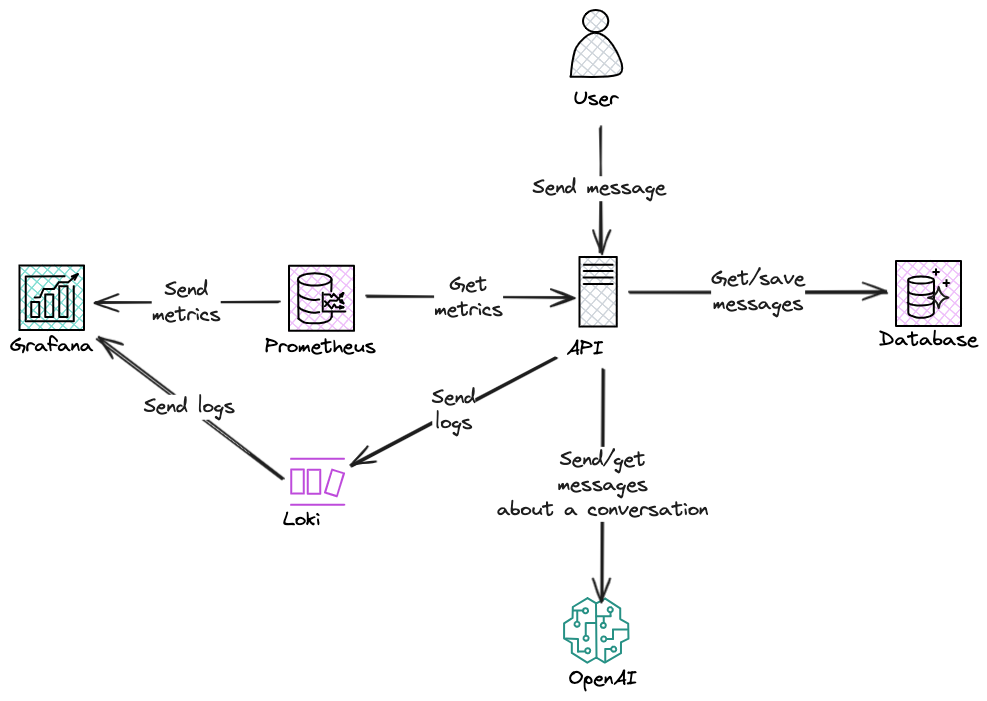 User
Send message
Send
metrics
Get
metrics
Get/save
messages
Grafana
Prometheus
API
Database
Send logs
Send
logs
Send/get
messages
about a conversation
Loki
OpenAI